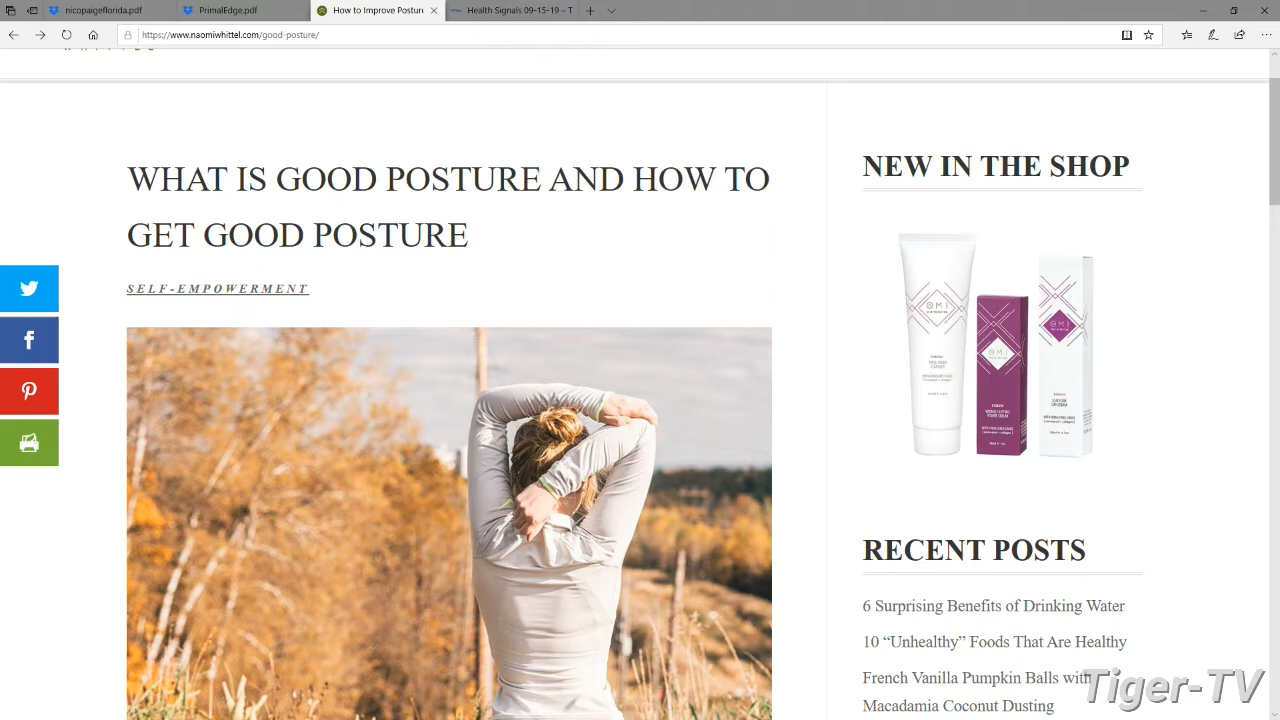 nicopaigeflorida.pdf
PrimalEdge.pdf
How to Improve Posture
Health Signals 09-15-19 – T
https://www.naomiwhittel.com/good-posture/
WHAT IS GOOD POSTURE AND HOW TO
GET GOOD POSTURE
SELF-EMPOWERMENT
NEW IN THE SHOP
OMI
OMI
OMI
RECENT POSTS
6 Surprising Benefits of Drinking Water
10 “Unhealthy” Foods That Are Healthy
French Vanilla Pumpkin Balls with
Macadamia Coconut Dusting
Tiger-TV